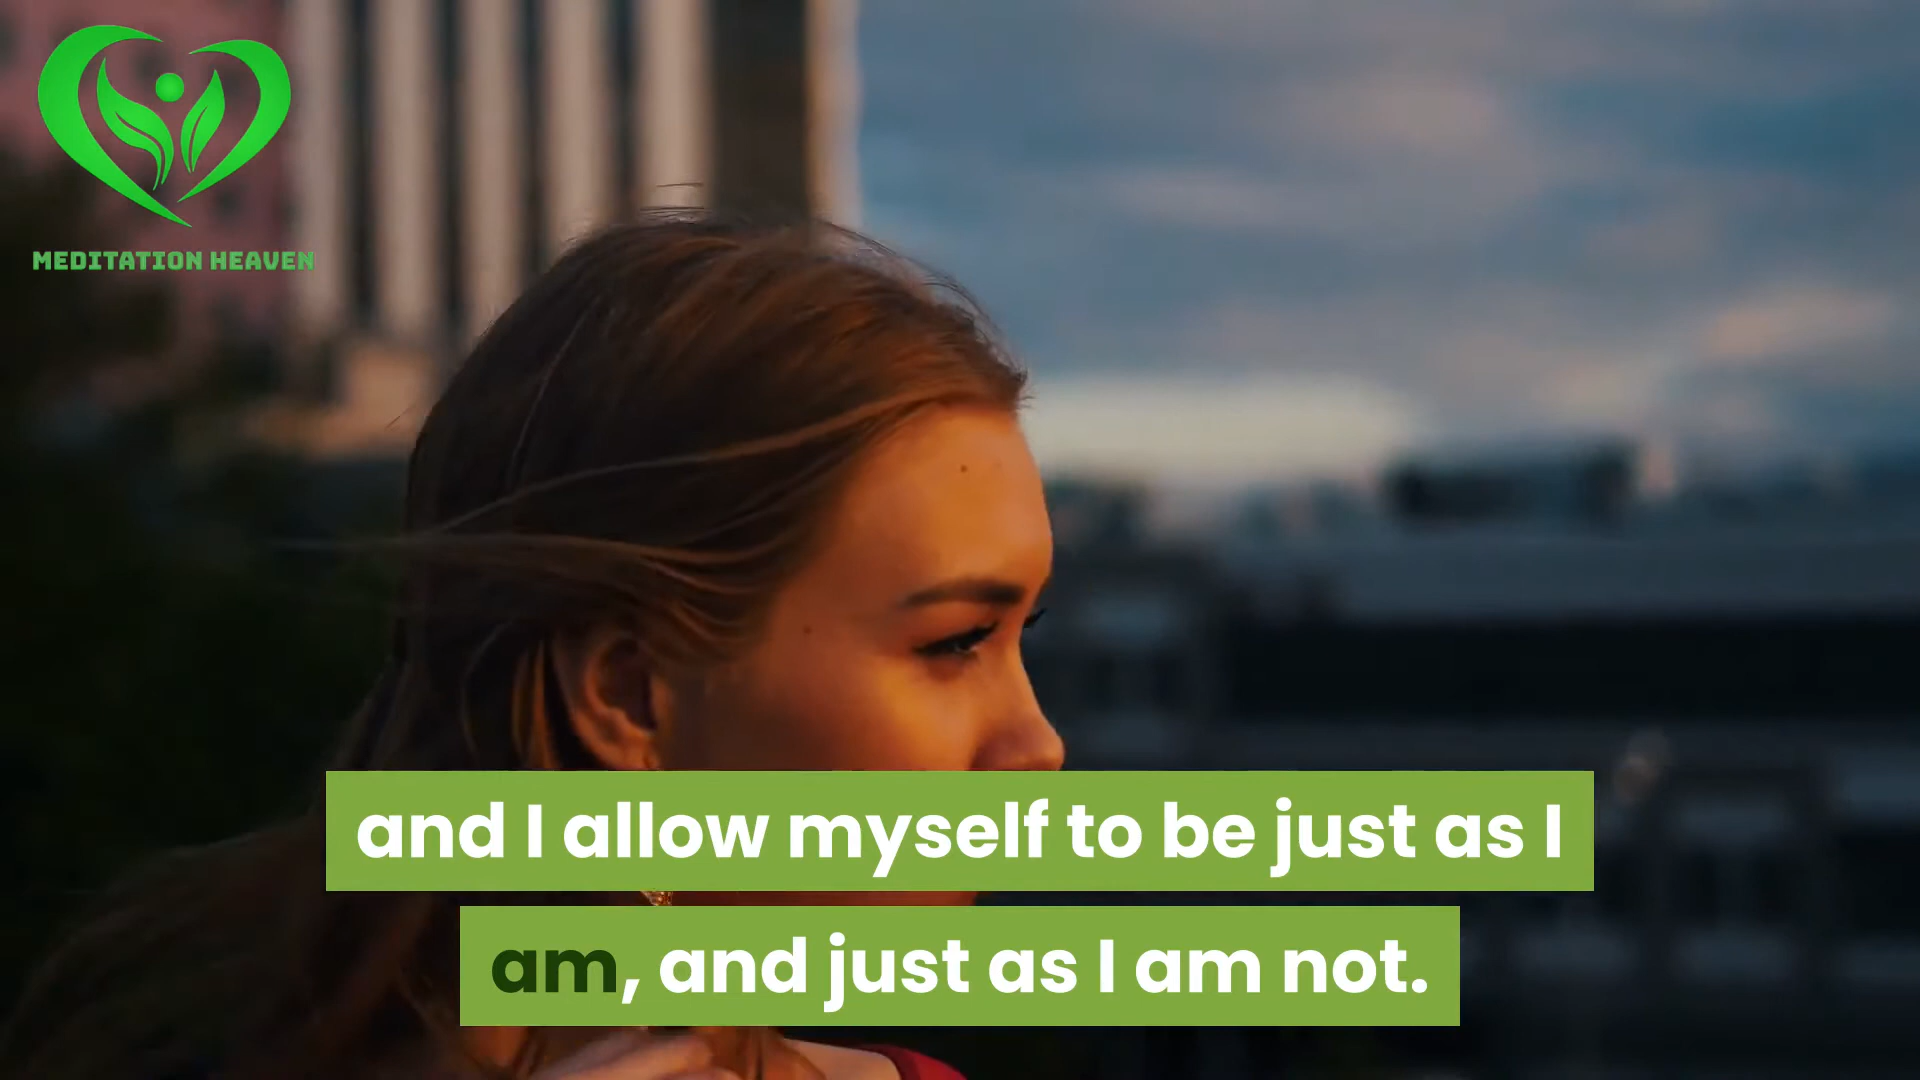 MEDITATION HEAVEN
and I allow myself to be just as I
am, and just as I am not.